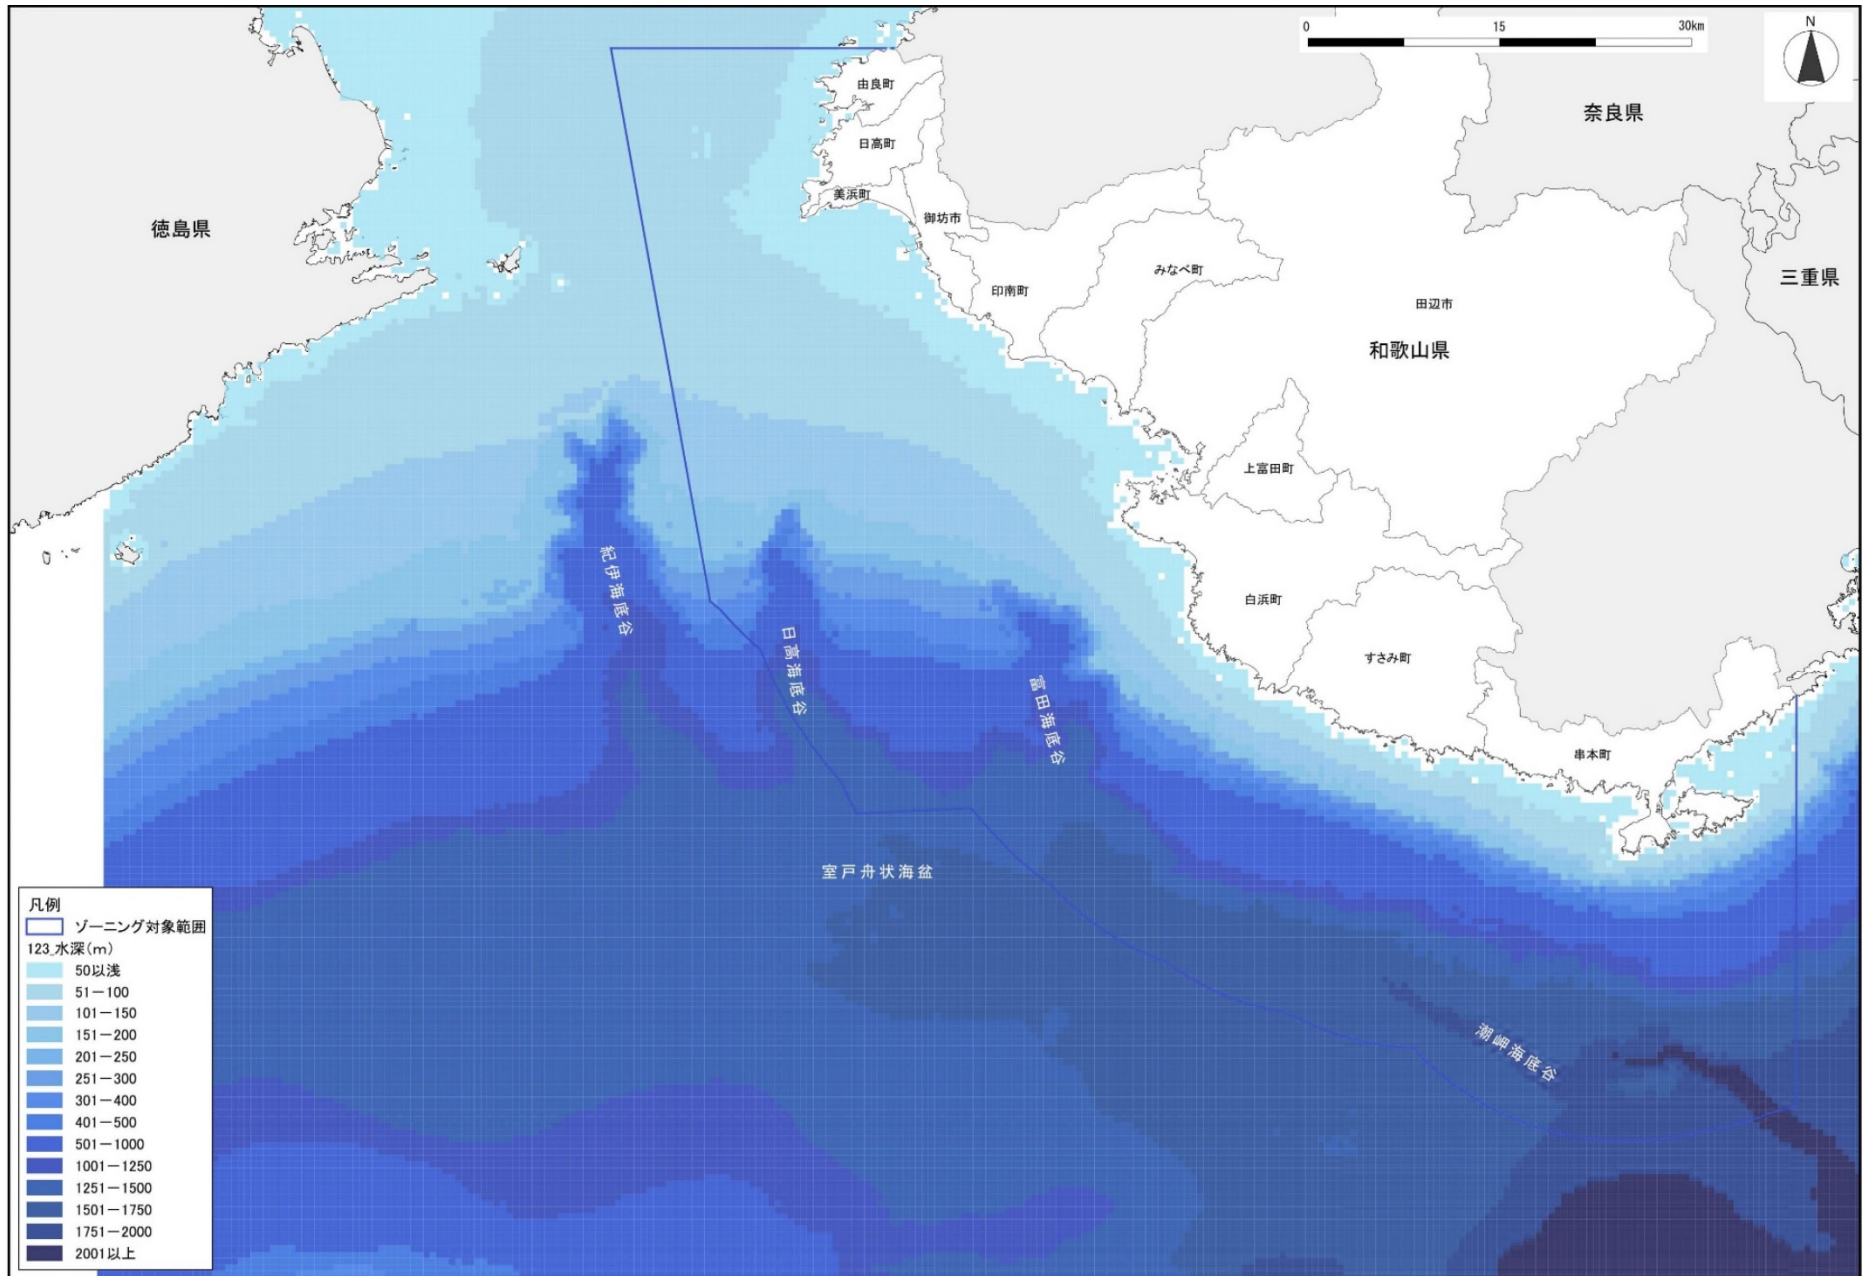 0 15 30km
N
奈良県
由良町
日高町
美浜町
御坊市
徳島県
みなべ町
三重県
印南町
田辺市
和歌山県
上富田町
白浜町
すさみ町
串本町
紀伊海底谷
日高海底谷
富田海底谷
室戸舟状海盆
潮岬海底谷
凡例
ゾーニング対象範囲
123_水深(m)
50以浅
51－100
101－150
151－200
201－250
251－300
301－400
401－500
501－1000
1001－1250
1251－1500
1501－1750
1751－2000
2001以上